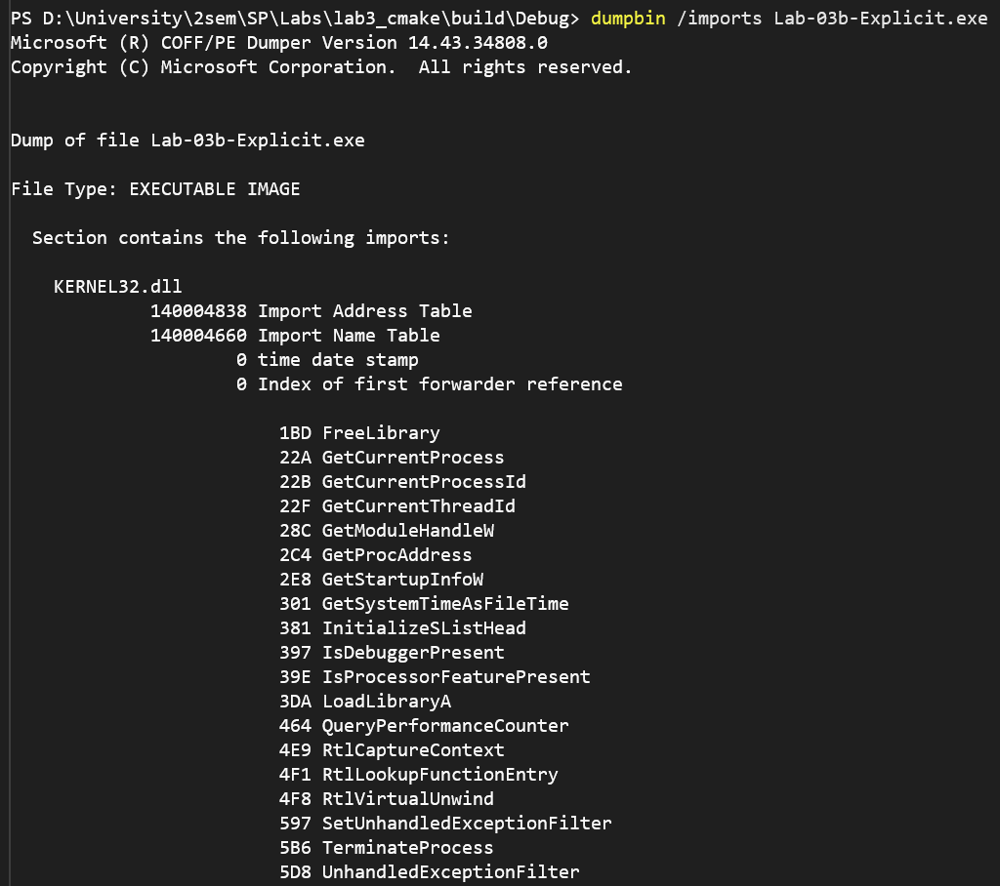 PS D:\University\2sem\SP\Labs\lab3_cmake\build\Debug> dumpbin /imports Lab-03b-Explicit.exe
Microsoft (R) COFF/PE Dumper Version 14.43.34808.0
Copyright (C) Microsoft Corporation.  All rights reserved.
Dump of file Lab-03b-Explicit.exe
File Type: EXECUTABLE IMAGE
Section contains the following imports:
KERNEL32.dll
140004838 Import Address Table
140004660 Import Name Table
0 time date stamp
0 Index of first forwarder reference
1BD FreeLibrary
22A GetCurrentProcess
22B GetCurrentProcessId
22F GetCurrentThreadId
28C GetModuleHandleW
2C4 GetProcAddress
2E8 GetStartupInfoW
301 GetSystemTimeAsFileTime
381 InitializeSListHead
397 IsDebuggerPresent
39E IsProcessorFeaturePresent
3DA LoadLibraryA
464 QueryPerformanceCounter
4E9 RtlCaptureContext
4F1 RtlLookupFunctionEntry
4F8 RtlVirtualUnwind
597 SetUnhandledExceptionFilter
5B6 TerminateProcess
5D8 UnhandledExceptionFilter